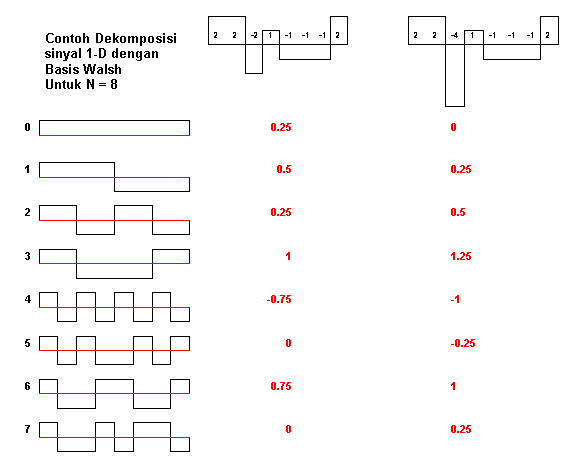 Contoh Dekomposisi
sinyal 1-D dengan
Basis Walsh
Untuk N = 8
2 2 -2 1 -1 -1 -1 2
2 2 -4 1 -1 -1 -1 2
0 0.25 0
1 0.5 0.25
2 0.25 0.5
3 1 1.25
4 -0.75 -1
5 0 -0.25
6 0.75 1
7 0 0.25